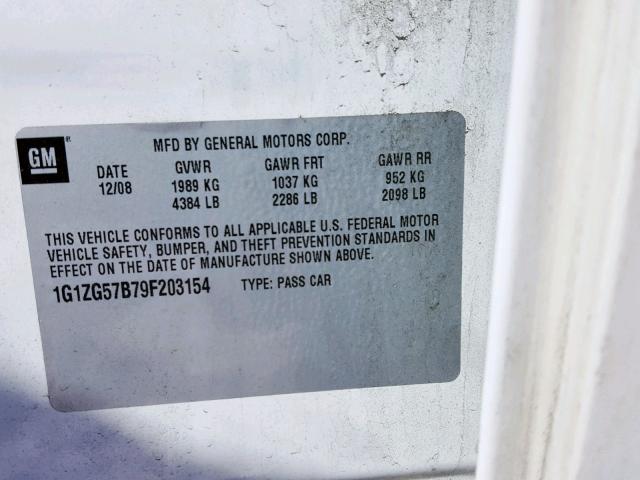 GM
MFD BY GENERAL MOTORS CORP.
DATE GVWR GAWR FRT GAWR RR
12/08 1989 KG 1037 KG 952 KG
4384 LB 2286 LB 2098 LB
THIS VEHICLE CONFORMS TO ALL APPLICABLE U.S. FEDERAL MOTOR
VEHICLE SAFETY, BUMPER, AND THEFT PREVENTION STANDARDS IN
EFFECT ON THE DATE OF MANUFACTURE SHOWN ABOVE.
1G1ZG57B79F203154 TYPE: PASS CAR